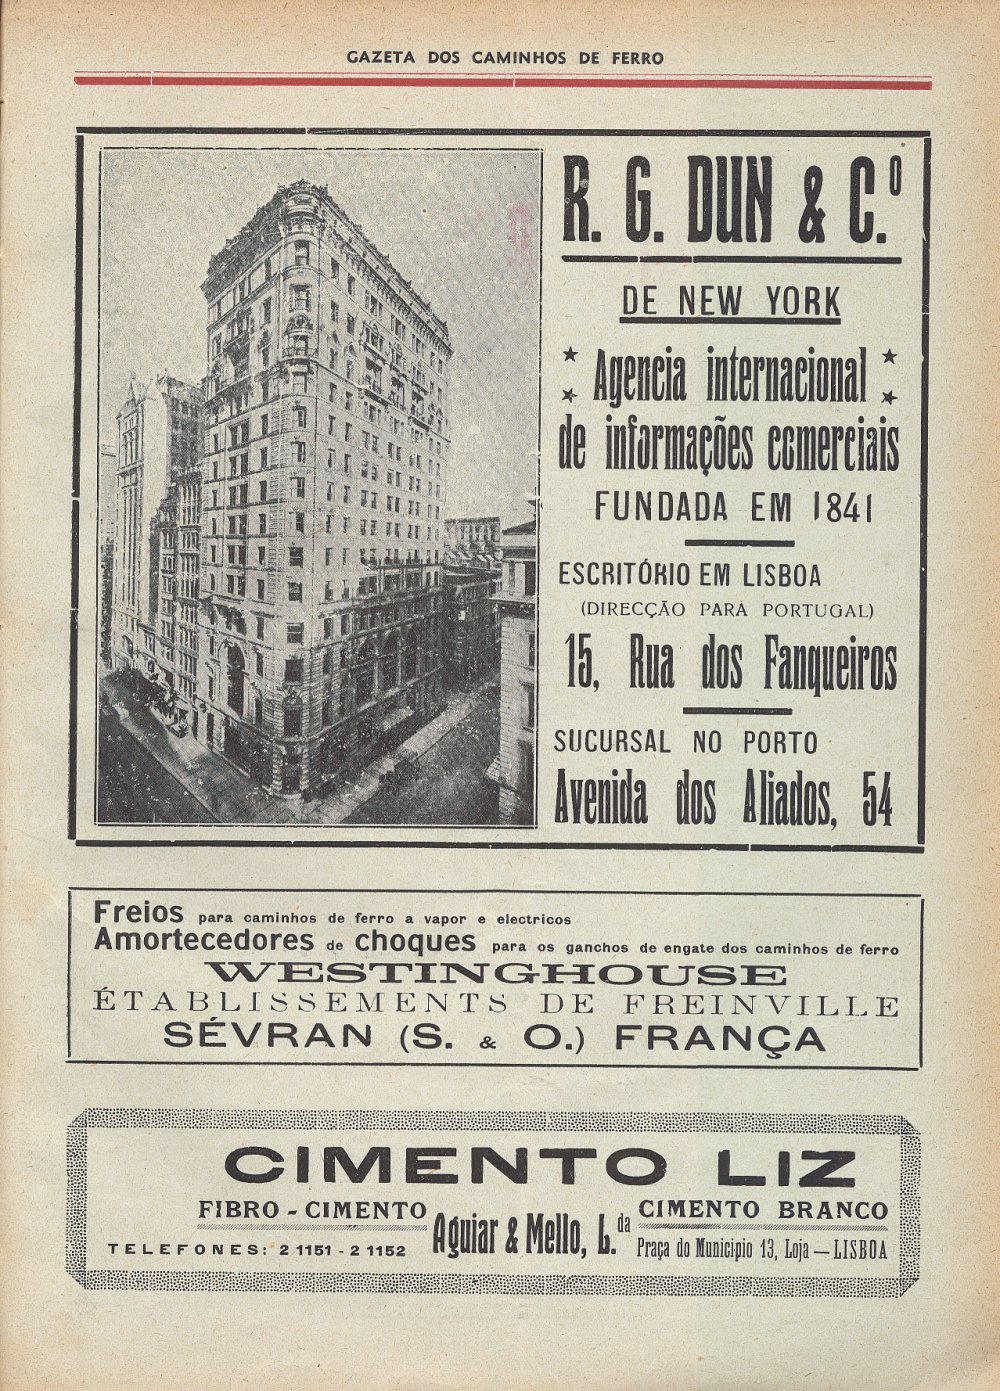 GAZETA DOS CAMINHOS DE FERRO
R. G. DUN & C.º
DE NEW YORK
Agencia internacional
de informações comerciais
FUNDADA EM 1841
ESCRITÓRIO EM LISBOA
(DIRECÇÃO PARA PORTUGAL)
15, Rua dos Fanqueiros
SUCURSAL NO PORTO
Avenida dos Aliados, 54
Freios para caminhos de ferro a vapor e electricos
Amortecedores de choques para os ganchos de engate dos caminhos de ferro
WESTINGHOUSE
ÉTABLISSEMENTS DE FREINVILLE
SÉVRAN (S. & O.) FRANÇA
CIMENTO LIZ
FIBRO-CIMENTO
CIMENTO BRANCO
TELEFONES: 2 1151 - 2 1152
Aguiar & Mello, L.da
Praça do Municipio 13, Loja — LISBOA